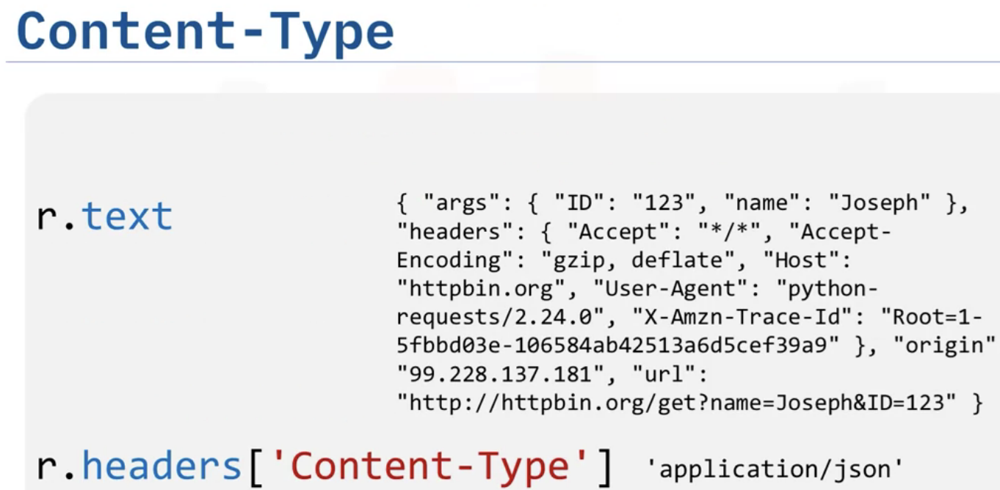 Content-Type
r.text
{ "args": { "ID": "123", "name": "Joseph" },
"headers": { "Accept": "*/*", "Accept-
Encoding": "gzip, deflate", "Host":
"httpbin.org", "User-Agent": "python-
requests/2.24.0", "X-Amzn-Trace-Id": "Root=1-
5fbbd03e-106584ab42513a6d5cef39a9" }, "origin"
"99.228.137.181", "url":
"http://httpbin.org/get?name=Joseph&ID=123" }
r.headers['Content-Type'] 'application/json'